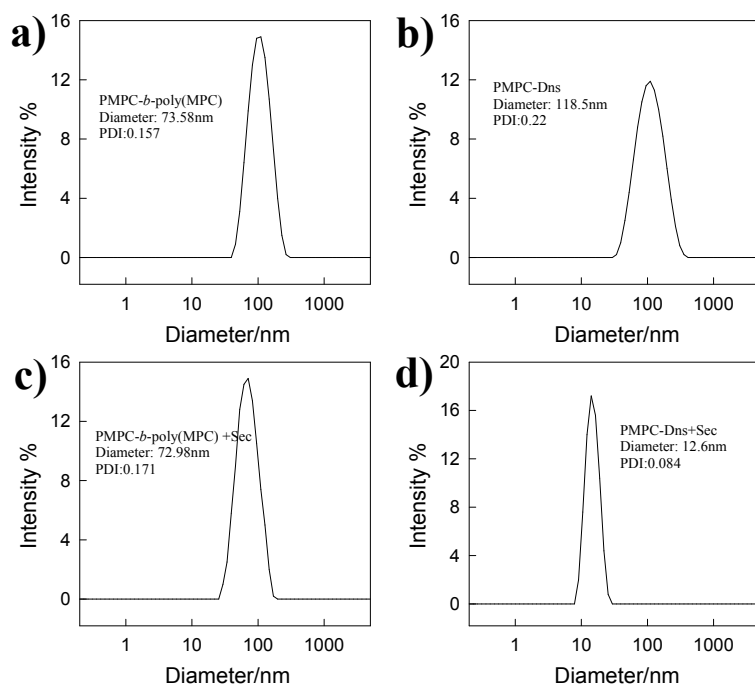 a)
16
12
8
4
0
Intensity %
PMPC-b-poly(MPC)
Diameter: 73.58nm
PDI:0.157
1 10 100 1000
Diameter/nm
b)
16
12
8
4
0
Intensity %
PMPC-Dns
Diameter: 118.5nm
PDI:0.22
1 10 100 1000
Diameter/nm
c)
16
12
8
4
0
Intensity %
PMPC-b-poly(MPC) +Sec
Diameter: 72.98nm
PDI:0.171
1 10 100 1000
Diameter/nm
d)
20
16
12
8
4
0
Intensity %
PMPC-Dns+Sec
Diameter: 12.6nm
PDI:0.084
1 10 100 1000
Diameter/nm